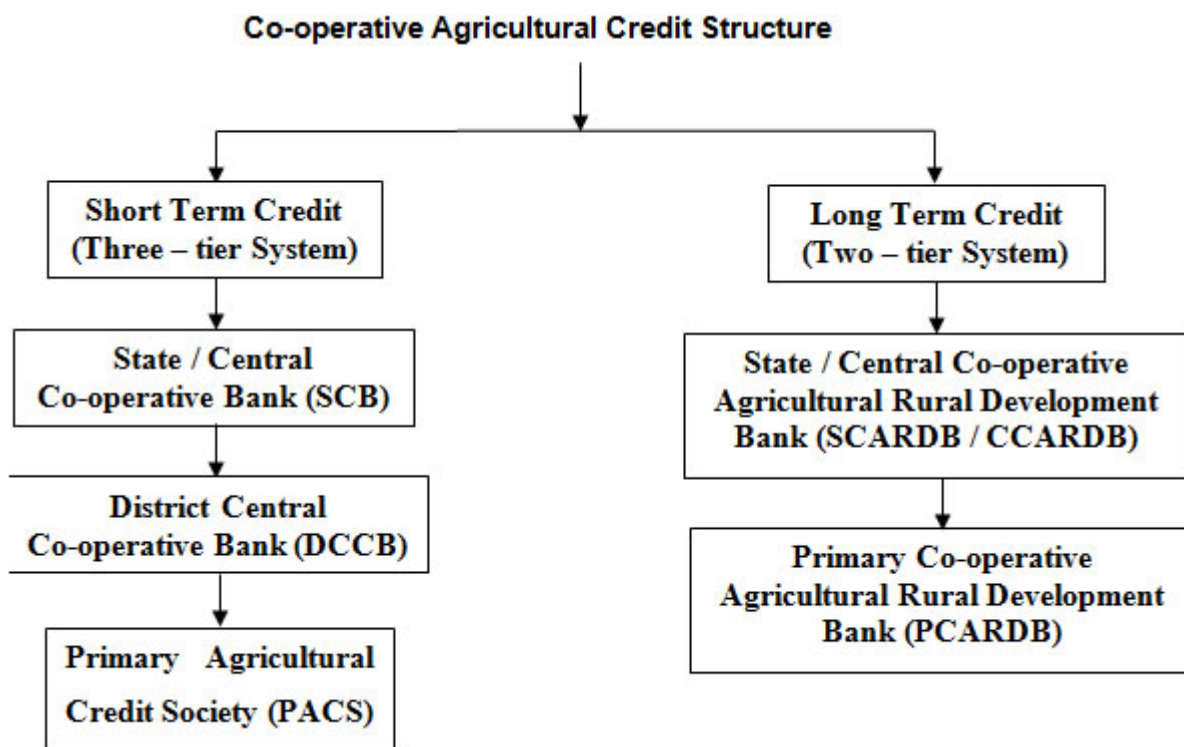 Co-operative Agricultural Credit Structure
Short Term Credit
(Three – tier System)
State / Central
Co-operative Bank (SCB)
District Central
Co-operative Bank (DCCB)
Primary Agricultural
Credit Society (PACS)
Long Term Credit
(Two – tier System)
State / Central Co-operative
Agricultural Rural Development
Bank (SCARDB / CCARDB)
Primary Co-operative
Agricultural Rural Development
Bank (PCARDB)